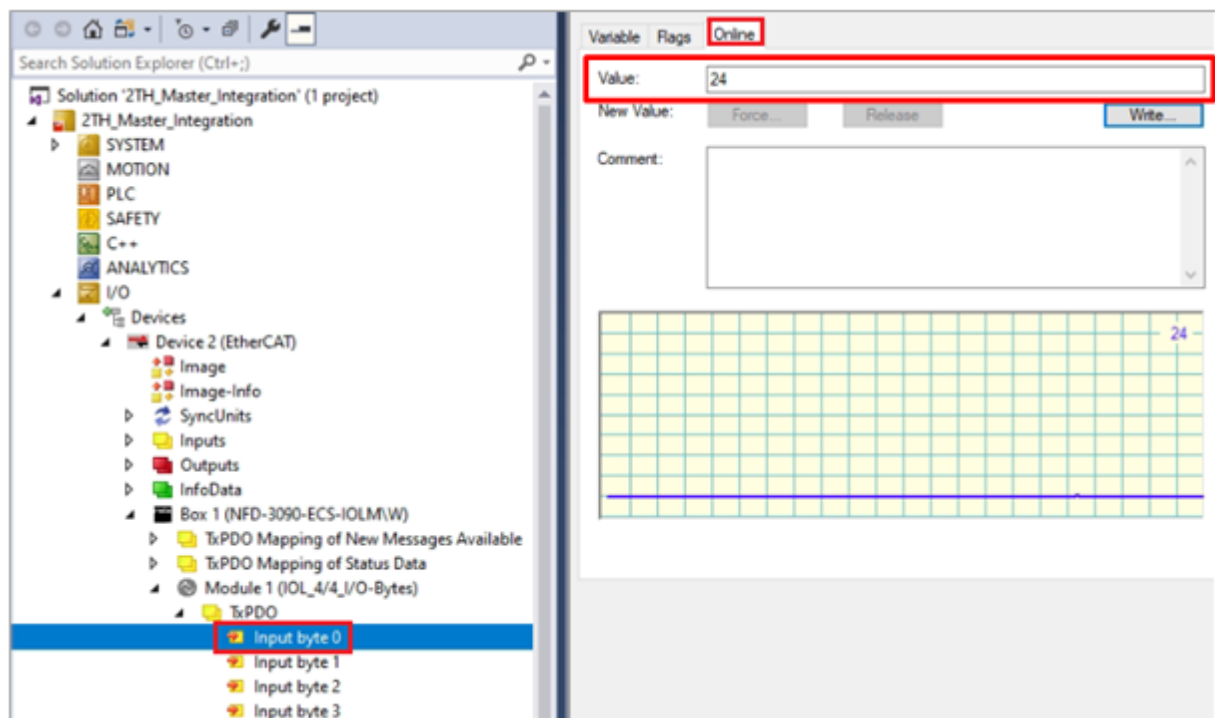 Search Solution Explorer (Ctrl+;)
Solution '2TH_Master_Integration' (1 project)
2TH_Master_Integration
SYSTEM
MOTION
PLC
SAFETY
C++
ANALYTICS
I/O
Devices
Device 2 (EtherCAT)
Image
Image-Info
SyncUnits
Inputs
Outputs
InfoData
Box 1 (NFD-3090-ECS-IOLM\W)
TxPDO Mapping of New Messages Available
TxPDO Mapping of Status Data
Module 1 (IOL_4/4_I/O-Bytes)
TxPDO
Input byte 0
Input byte 1
Input byte 2
Input byte 3
Variable Flags Online
Value: 24
New Value: Force... Release Write...
Comment:
24